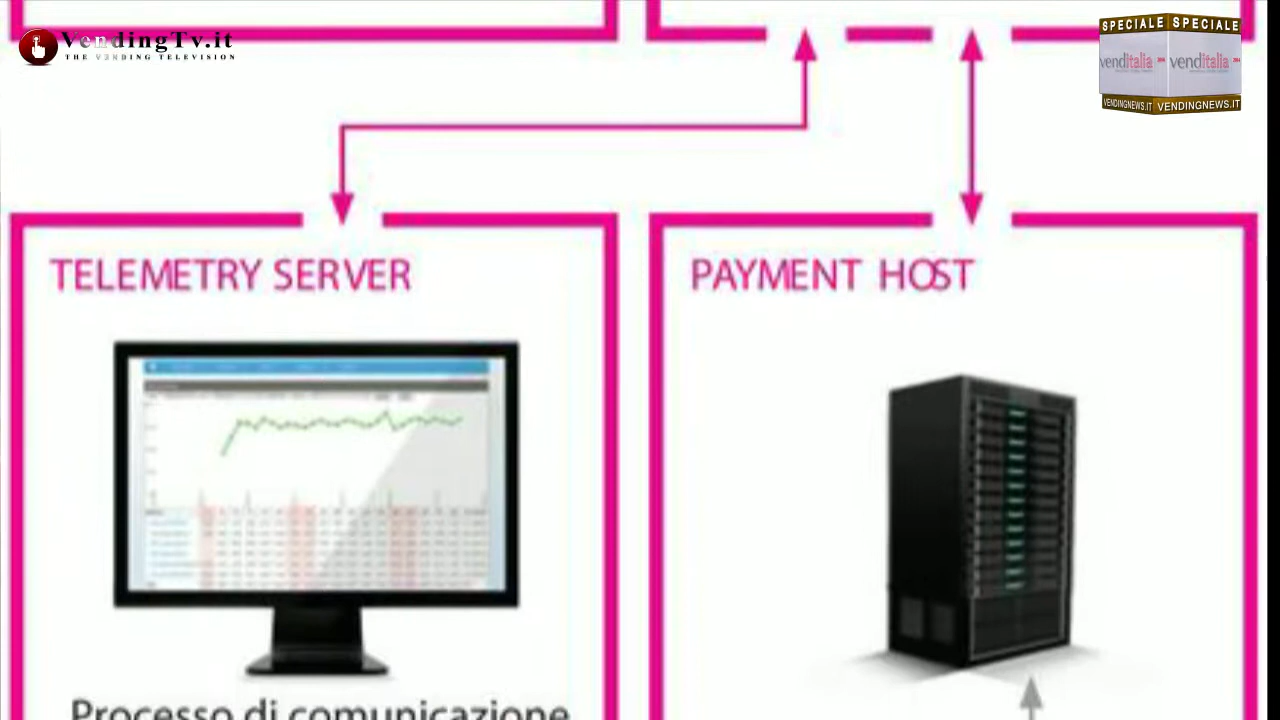 VendingTv.it
THE VENDING TELEVISION
SPECIALE SPECIALE
venditalia venditalia
VENDINGNEWS.IT VENDINGNEWS.IT
TELEMETRY SERVER
PAYMENT HOST
Processo di comunicazione